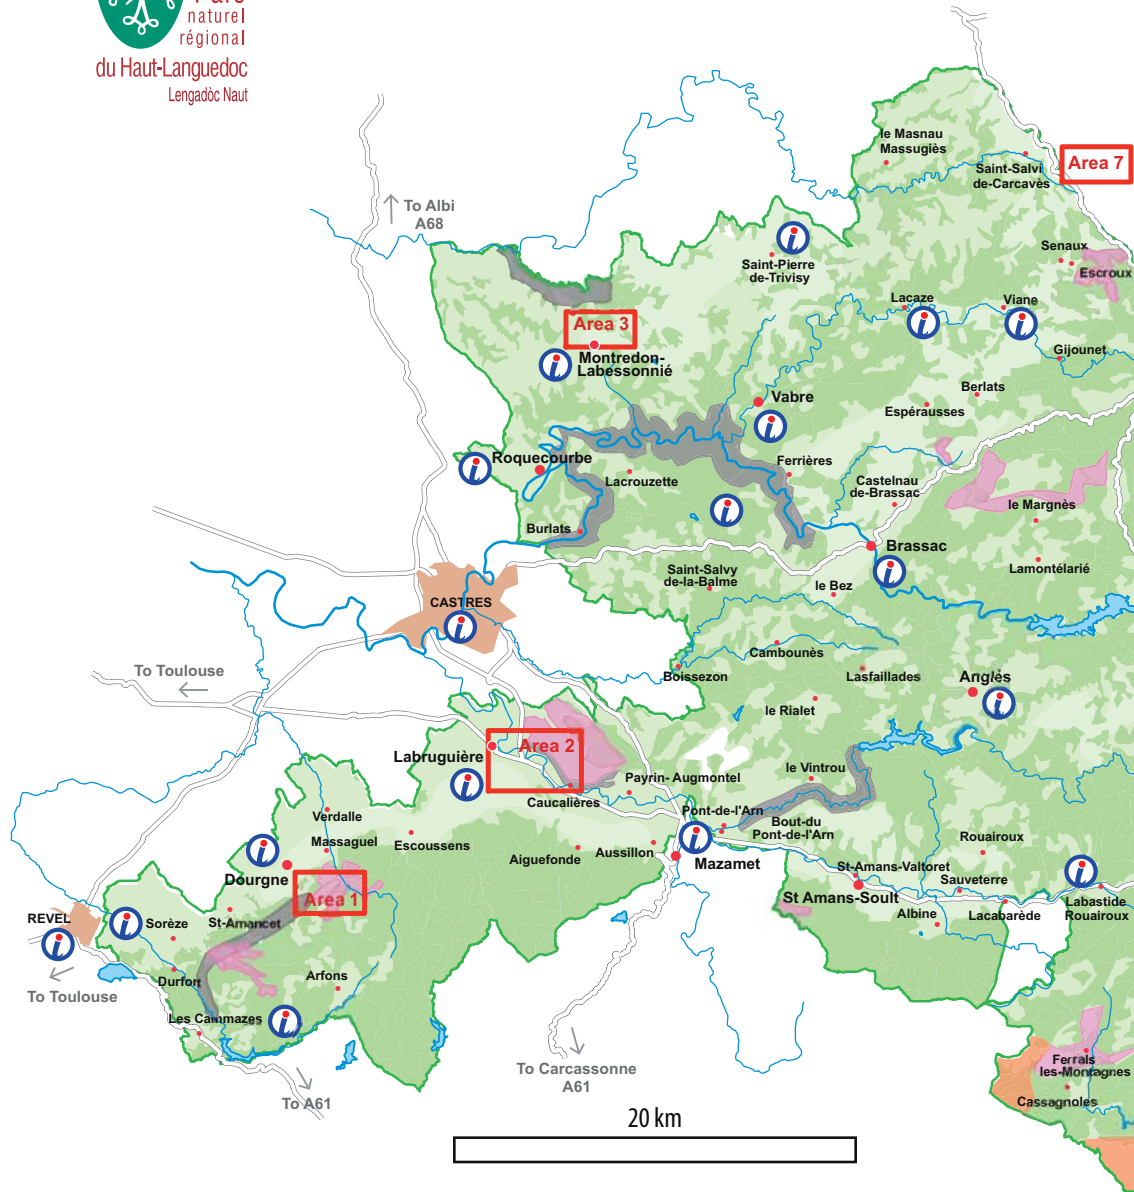 Parc
naturel
régional
du Haut-Languedoc
Lengadòc Naut
le Masnau
Massugiès
Saint-Salvi
de-Carcavès
Area 7
To Albi
A68
Saint-Pierre
de-Trivisy
Senaux
Escroux
Lacaze
Viane
Area 3
Montredon-
Labessonnié
Gijounet
Berlats
Vabre
Espérausses
Roquecourbe
Ferrières
Lacrouzette
Castelnau
de-Brassac
le Margnès
Burlats
Brassac
Saint-Salvy
de-la-Balme
Lamontélarié
le Bez
CASTRES
Cambounès
To Toulouse
Boissezon
Lasfaillades
Anglès
le Rialet
Area 2
Labruguière
le Vintrou
Payrin- Augmontel
Caucalières
Verdalle
Pont-de-l'Arn
Bout-du
Pont-de-l'Arn
Massaguel
Escoussens
Rouairoux
Aussillon
Aiguefonde
Mazamet
Dourgne
St-Amans-Valtoret
Sauveterre
St Amans-Soult
Area 1
Labastide
Rouairoux
Albine
Lacabarède
REVEL
Sorèze
St-Amancet
Durfort
Arfons
To Toulouse
Les Cammazes
Ferrals
les-Montagnes
To Carcassonne
A61
Cassagnoles
To A61
20 km